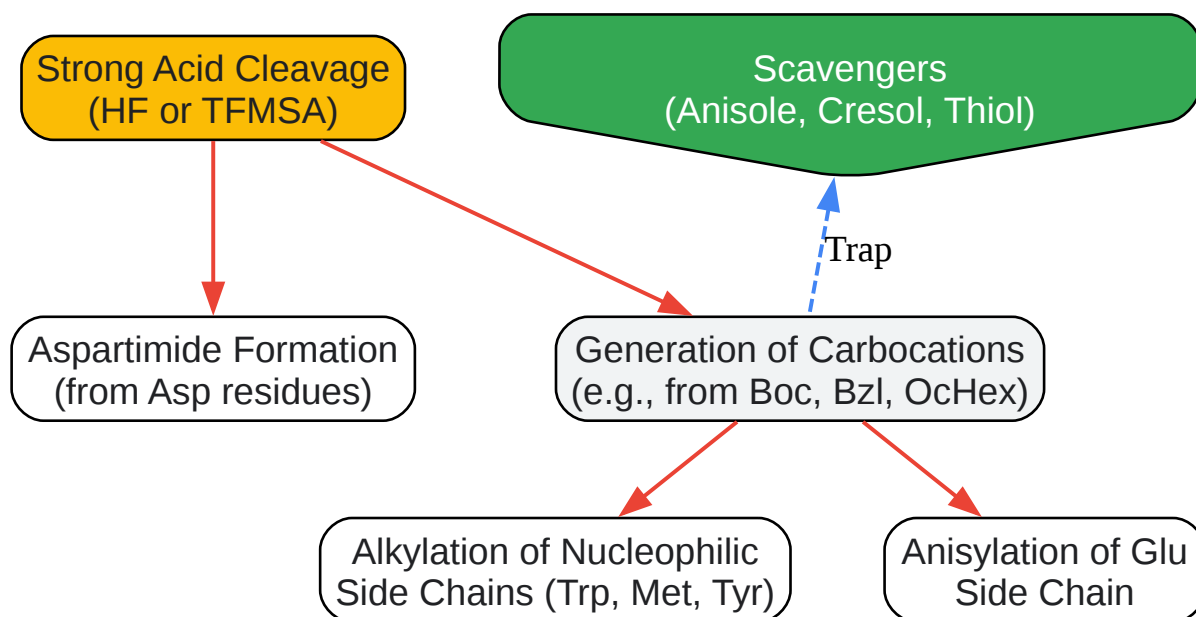 Strong Acid Cleavage
(HF or TFMSA)
Scavengers
(Anisole, Cresol, Thiol)
Trap
Aspartimide Formation
(from Asp residues)
Generation of Carbocations
(e.g., from Boc, Bzl, OcHex)
Alkylation of Nucleophilic
Side Chains (Trp, Met, Tyr)
Anisylation of Glu
Side Chain